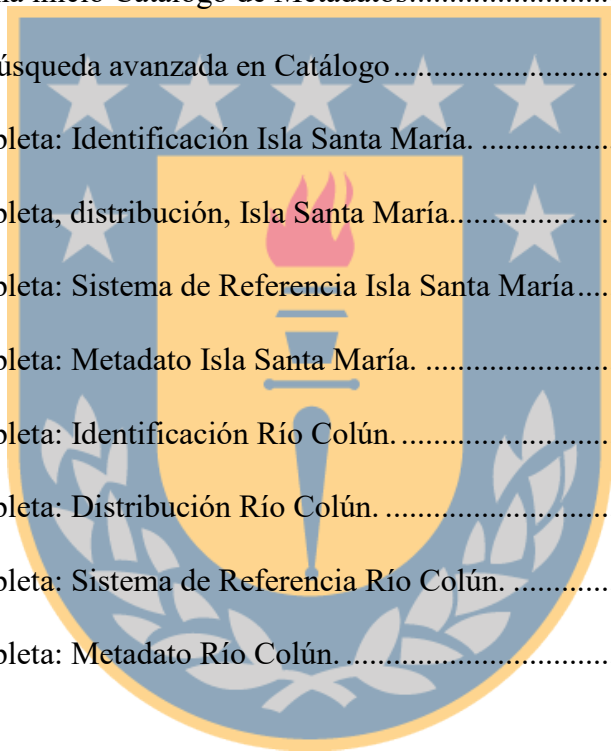 na inicio Catálogo de Metadatos..............................
úsqueda avanzada en Catálogo..............................
pleta: Identificación Isla Santa María. .................
pleta, distribución, Isla Santa María......................
pleta: Sistema de Referencia Isla Santa María....
pleta: Metadato Isla Santa María. ........................
pleta: Identificación Río Colún. ...........................
pleta: Distribución Río Colún. ..............................
pleta: Sistema de Referencia Río Colún. .............
pleta: Metadato Río Colún. ...................................